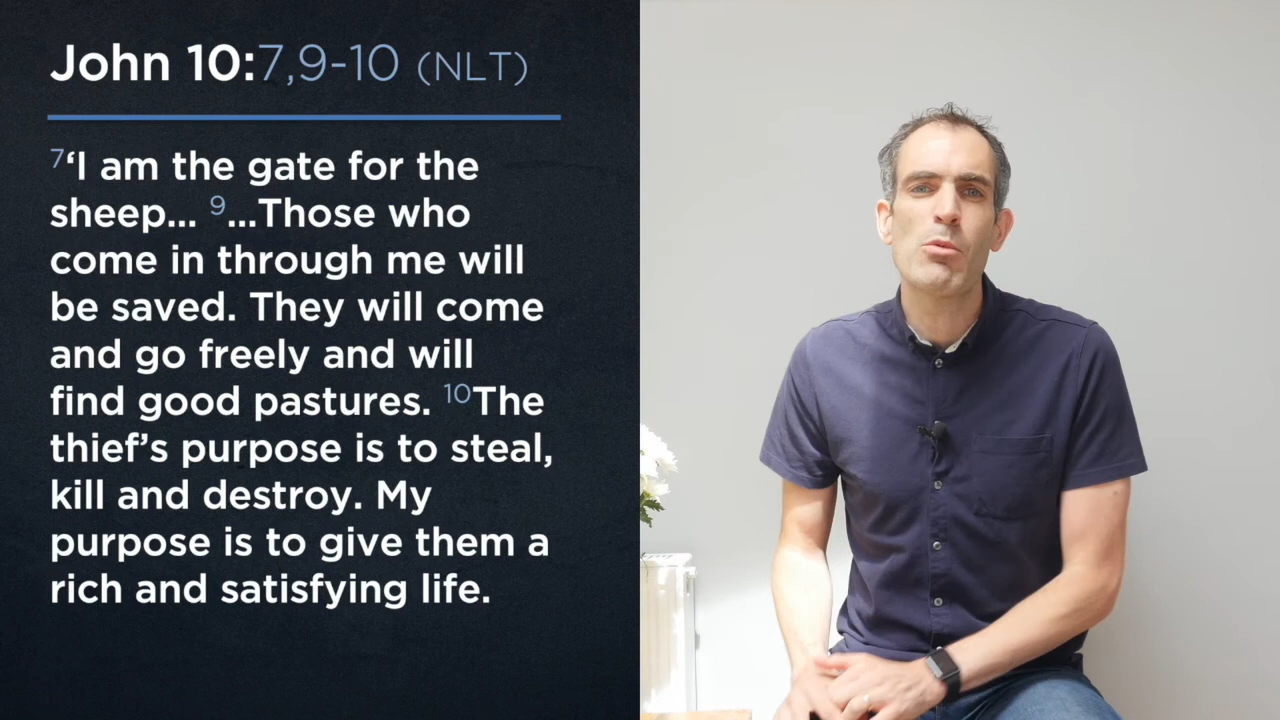 John 10:7,9-10 (NLT)
7‘I am the gate for the
sheep... 9...Those who
come in through me will
be saved. They will come
and go freely and will
find good pastures. 10The
thief’s purpose is to steal,
kill and destroy. My
purpose is to give them a
rich and satisfying life.